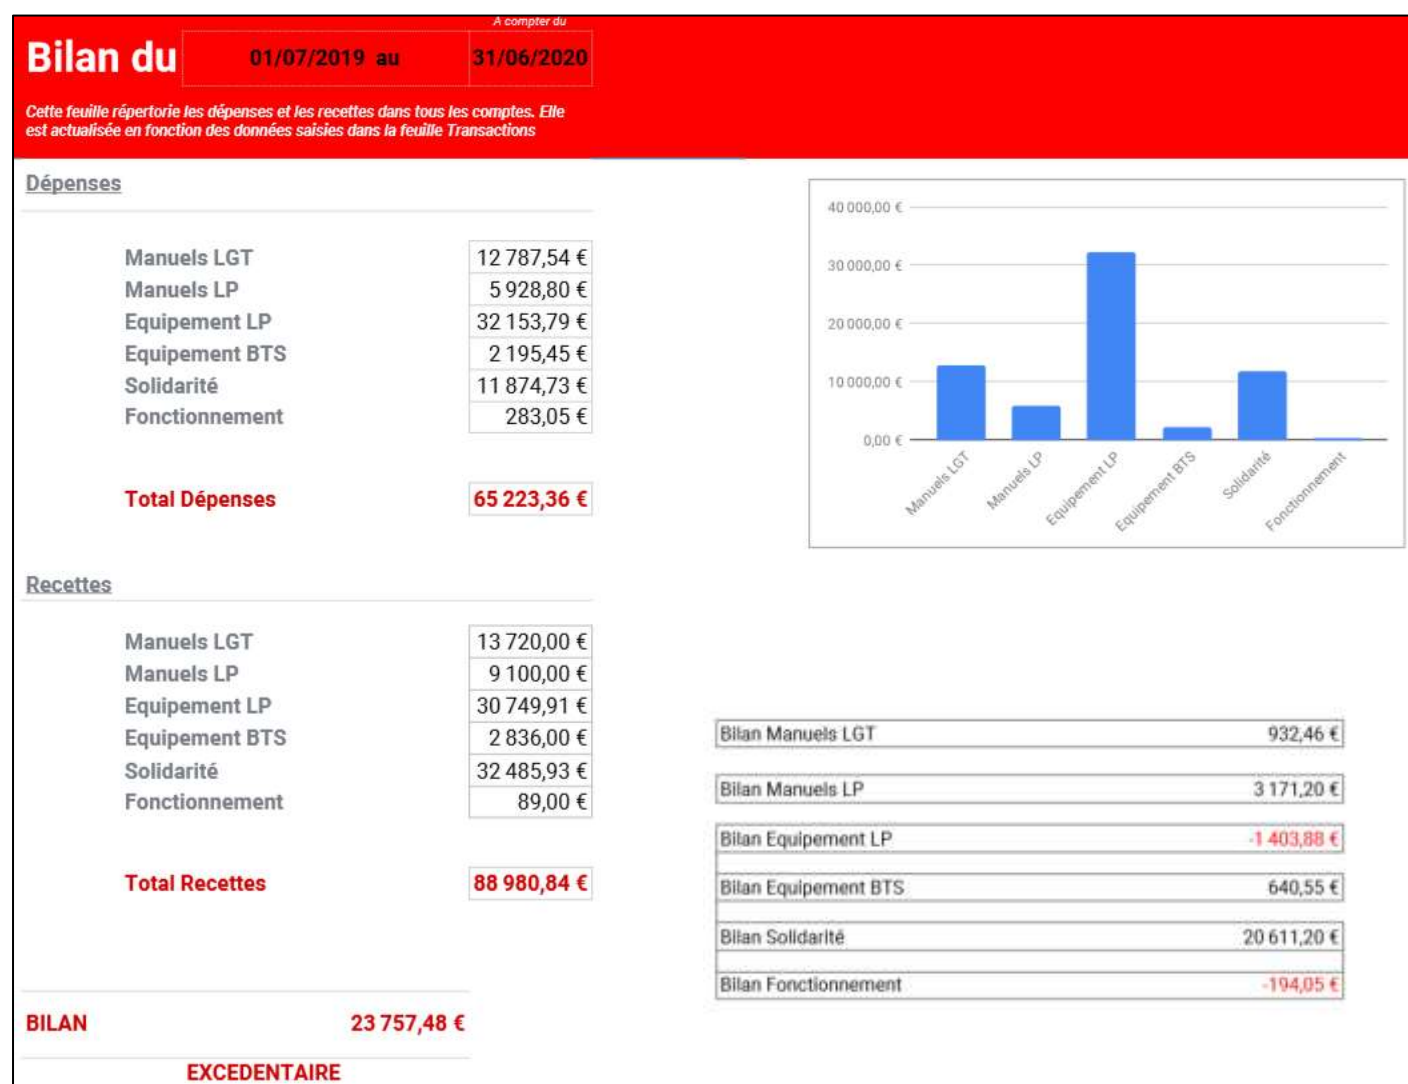 A compter du
Bilan du 01/07/2019 au 31/06/2020
Cette feuille répertorie les dépenses et les recettes dans tous les comptes. Elle
est actualisée en fonction des données saisies dans la feuille Transactions
Dépenses
Manuels LGT 12 787,54 €
Manuels LP 5 928,80 €
Equipement LP 32 153,79 €
Equipement BTS 2 195,45 €
Solidarité 11 874,73 €
Fonctionnement 283,05 €
Total Dépenses 65 223,36 €
40 000,00 €
30 000,00 €
20 000,00 €
10 000,00 €
0,00 €
Manuels LGT
Manuels LP
Equipement LP
Equipement BTS
Solidarité
Fonctionnement
Recettes
Manuels LGT 13 720,00 €
Manuels LP 9 100,00 €
Equipement LP 30 749,91 €
Equipement BTS 2 836,00 €
Solidarité 32 485,93 €
Fonctionnement 89,00 €
Total Recettes 88 980,84 €
Bilan Manuels LGT 932,46 €
Bilan Manuels LP 3 171,20 €
Bilan Equipement LP -1 403,88 €
Bilan Equipement BTS 640,55 €
Bilan Solidarité 20 611,20 €
Bilan Fonctionnement -194,05 €
BILAN 23 757,48 €
EXCEDENTAIRE